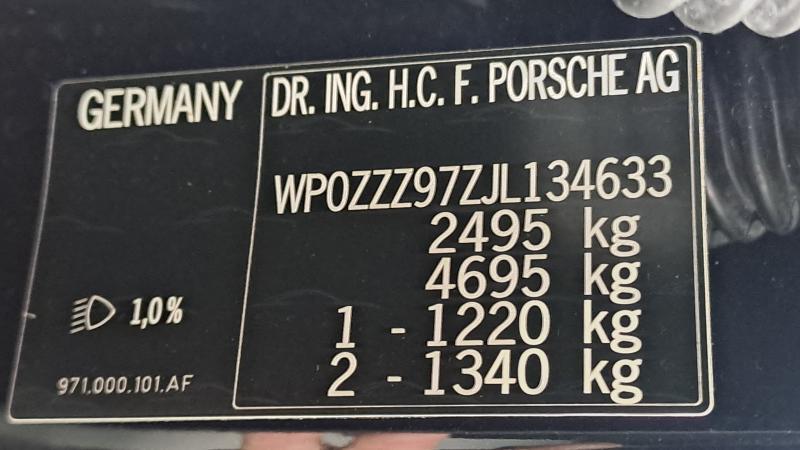 GERMANY
DR. ING. H.C. F. PORSCHE AG
WP0ZZZ97ZJL134633
2495 kg
4695 kg
1 - 1220 kg
2 - 1340 kg
1,0%
971.000.101.AF